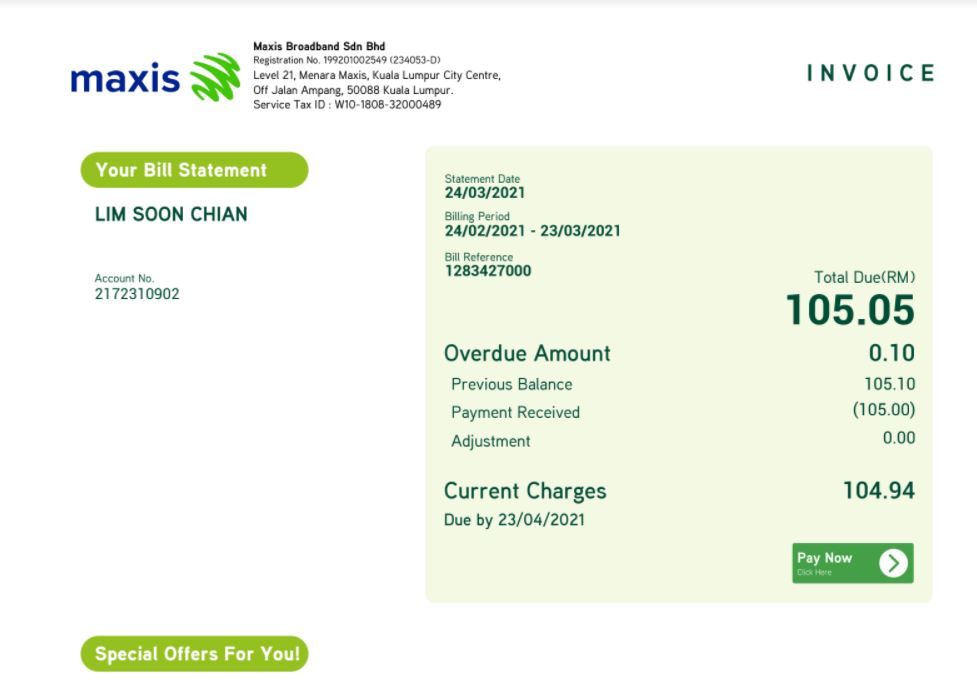 maxis
Maxis Broadband Sdn Bhd
Registration No. 199201002549 (234053-D)
Level 21, Menara Maxis, Kuala Lumpur City Centre,
Off Jalan Ampang, 50088 Kuala Lumpur.
Service Tax ID : W10-1808-32000489
INVOICE
Your Bill Statement
LIM SOON CHIAN
Account No.
2172310902
Statement Date
24/03/2021
Billing Period
24/02/2021 - 23/03/2021
Bill Reference
1283427000
Total Due(RM)
105.05
Overdue Amount 0.10
Previous Balance 105.10
Payment Received (105.00)
Adjustment 0.00
Current Charges 104.94
Due by 23/04/2021
Pay Now
Click Here
Special Offers For You!